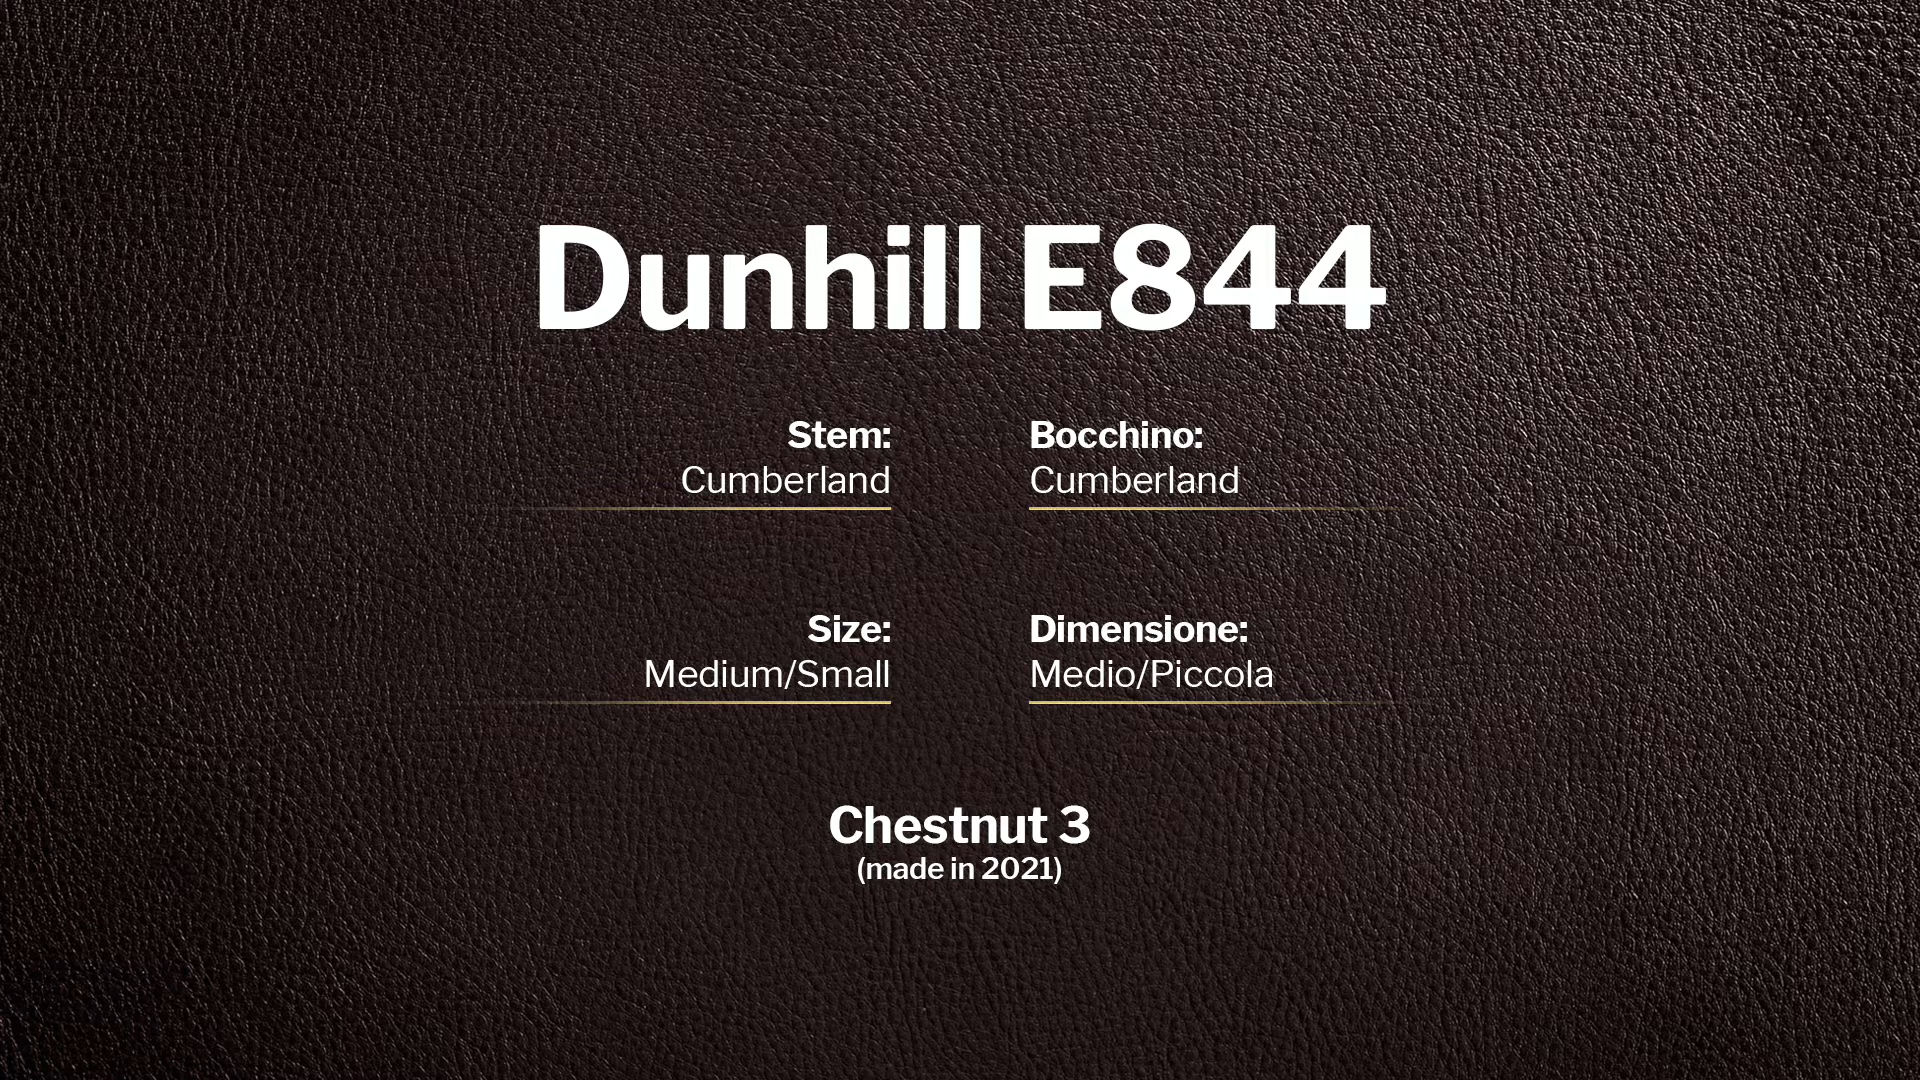 Dunhill E844
Stem:
Cumberland
Bocchino:
Cumberland
Size:
Medium/Small
Dimensione:
Medio/Piccola
Chestnut 3
(made in 2021)